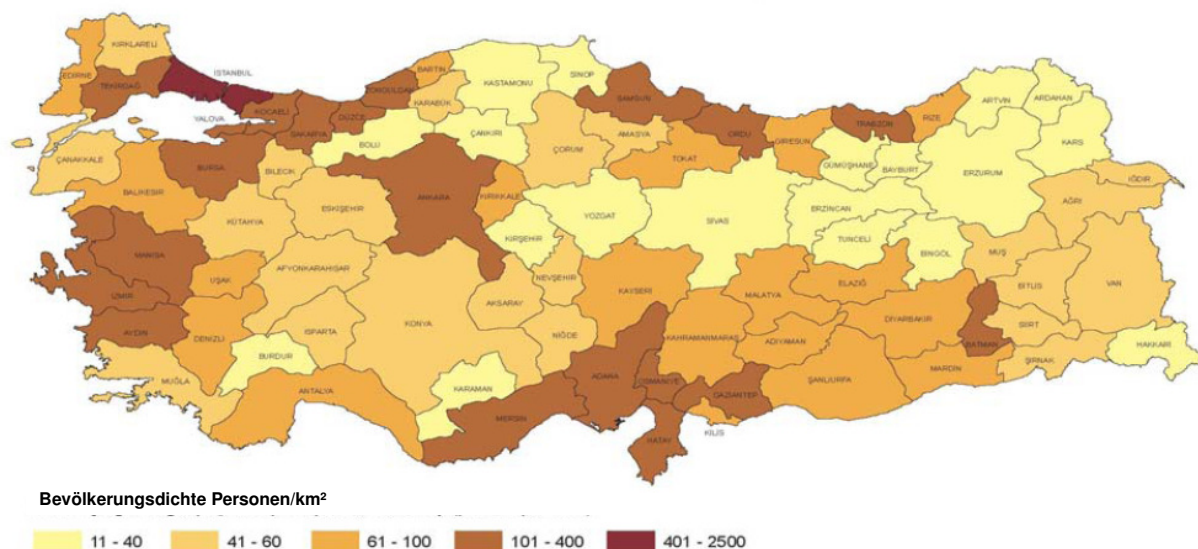 KIRKLARELİ
EDİRNE
TEKİRDAĞ
İSTANBUL
KOCAELİ
YALOVA
SAKARYA
DÜZCE
ZONGULDAK
BARTIN
KARABÜK
KASTAMONU
SİNOP
SAMSUN
ORDU
GİRESUN
TRABZON
RİZE
ARTVİN
ARDAHAN
KARS
ÇANAKKALE
BALIKESİR
BURSA
BİLECİK
BOLU
ÇANKIRI
ÇORUM
AMASYA
TOKAT
GÜMÜŞHANE
BAYBURT
ERZURUM
IĞDIR
AĞRI
KÜTAHYA
ESKİŞEHİR
ANKARA
KIRIKKALE
YOZGAT
SİVAS
ERZİNCAN
TUNCELİ
BİNGÖL
MUŞ
MANİSA
UŞAK
AFYONKARAHİSAR
KIRŞEHİR
NEVŞEHİR
KAYSERİ
MALATYA
ELAZIĞ
BİTLİS
VAN
İZMİR
AYDIN
DENİZLİ
ISPARTA
KONYA
AKSARAY
NİĞDE
KAHRAMANMARAŞ
ADIYAMAN
DİYARBAKIR
BATMAN
SİİRT
ŞIRNAK
HAKKARİ
MUĞLA
BURDUR
ANTALYA
KARAMAN
MERSİN
ADANA
OSMANİYE
GAZİANTEP
ŞANLIURFA
MARDİN
HATAY
KİLİS
Bevölkerungsdichte Personen/km²
11 - 40 41 - 60 61 - 100 101 - 400 401 - 2500